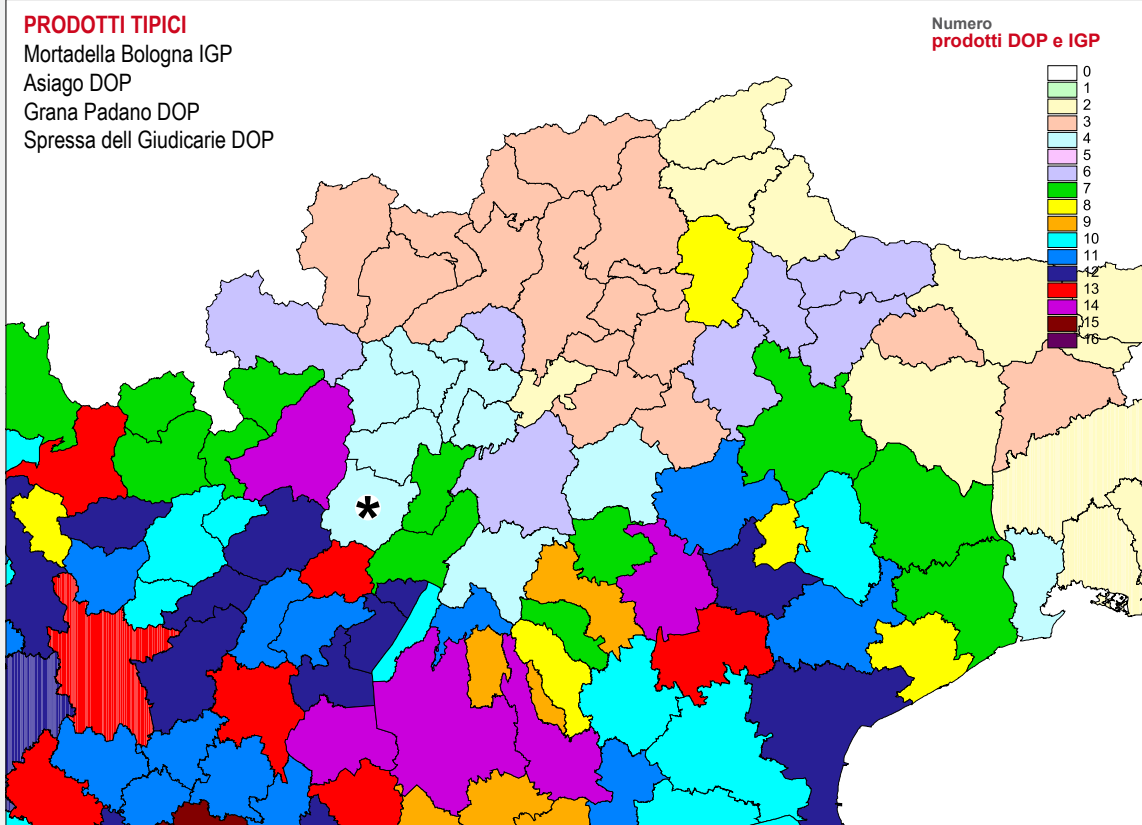 PRODOTTI TIPICI
Mortadella Bologna IGP
Asiago DOP
Grana Padano DOP
Spressa dell Giudicarie DOP
Numero
prodotti DOP e IGP
0
1
2
3
4
5
6
7
8
9
10
11
12
13
14
15
16
*